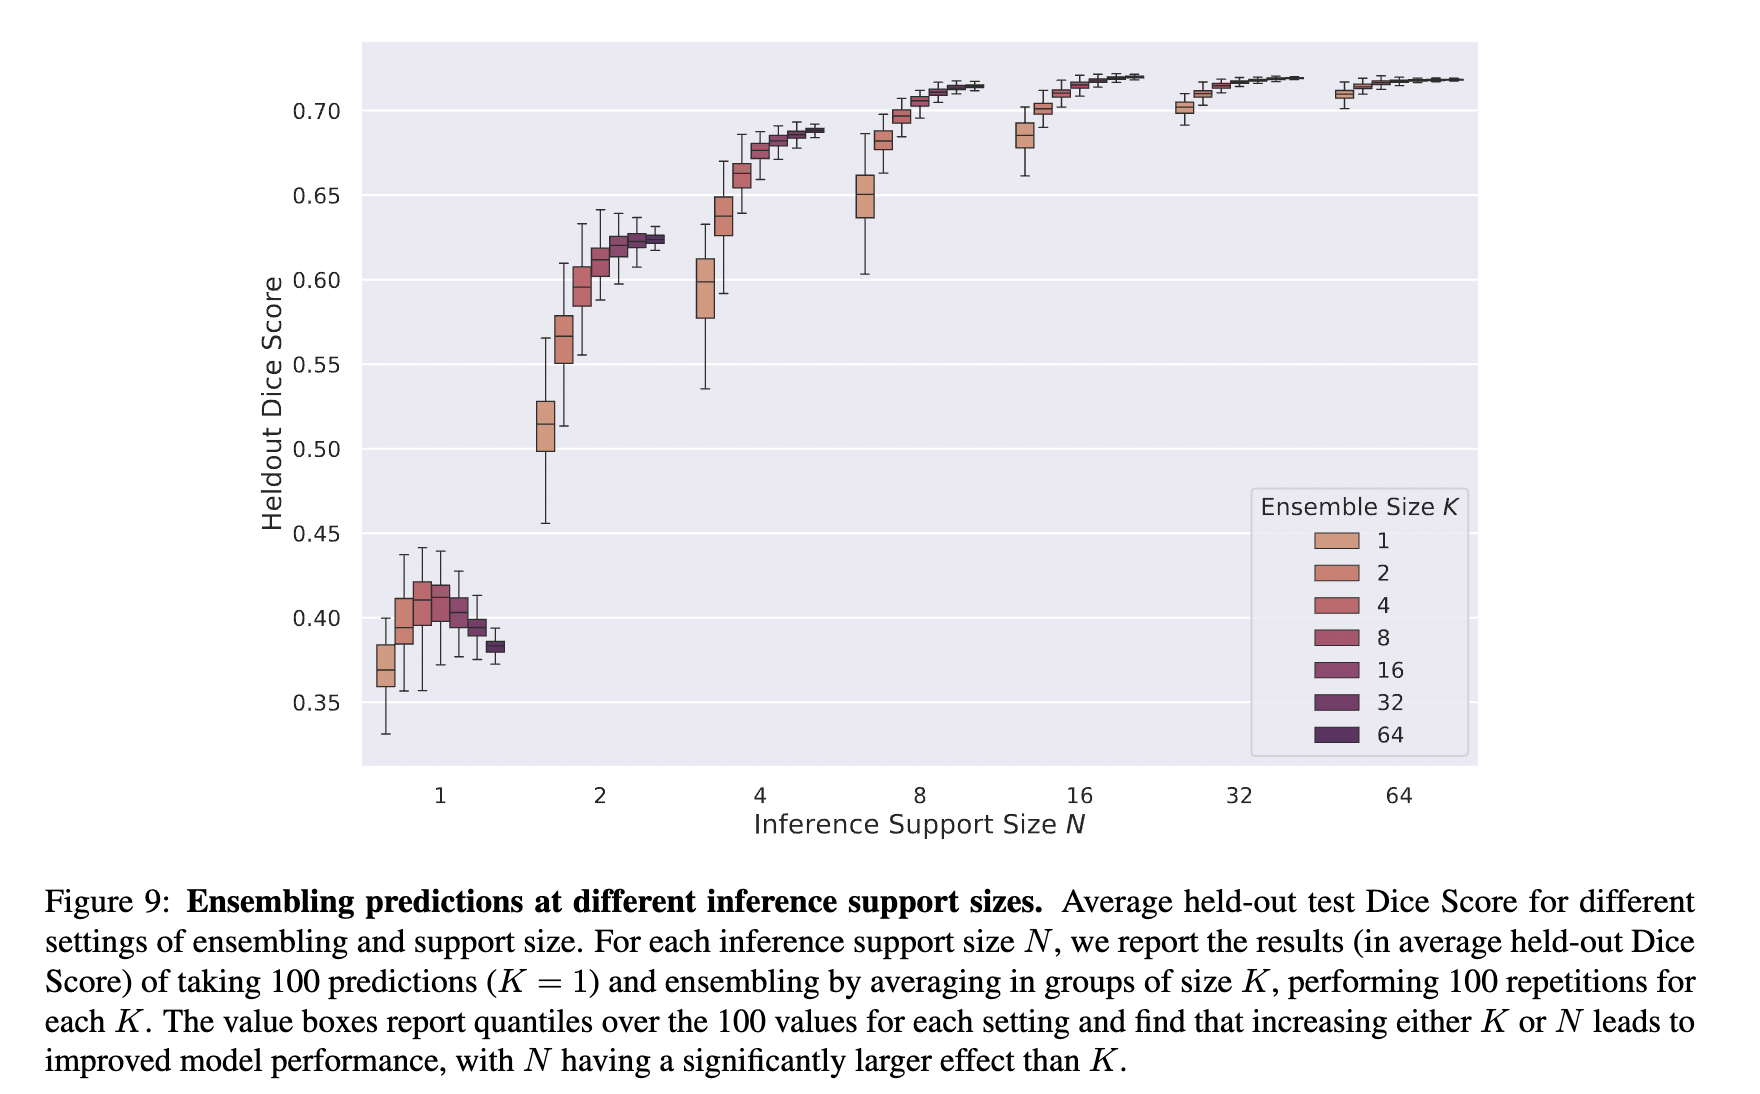 0.70
0.65
0.60
0.55
0.50
0.45
0.40
0.35
Heldout Dice Score
Ensemble Size K
1
2
4
8
16
32
64
1 2 4 8 16 32 64
Inference Support Size N
Figure 9: Ensembling predictions at different inference support sizes. Average held-out test Dice Score for different
settings of ensembling and support size. For each inference support size N, we report the results (in average held-out Dice
Score) of taking 100 predictions (K = 1) and ensembling by averaging in groups of size K, performing 100 repetitions for
each K. The value boxes report quantiles over the 100 values for each setting and find that increasing either K or N leads to
improved model performance, with N having a significantly larger effect than K.